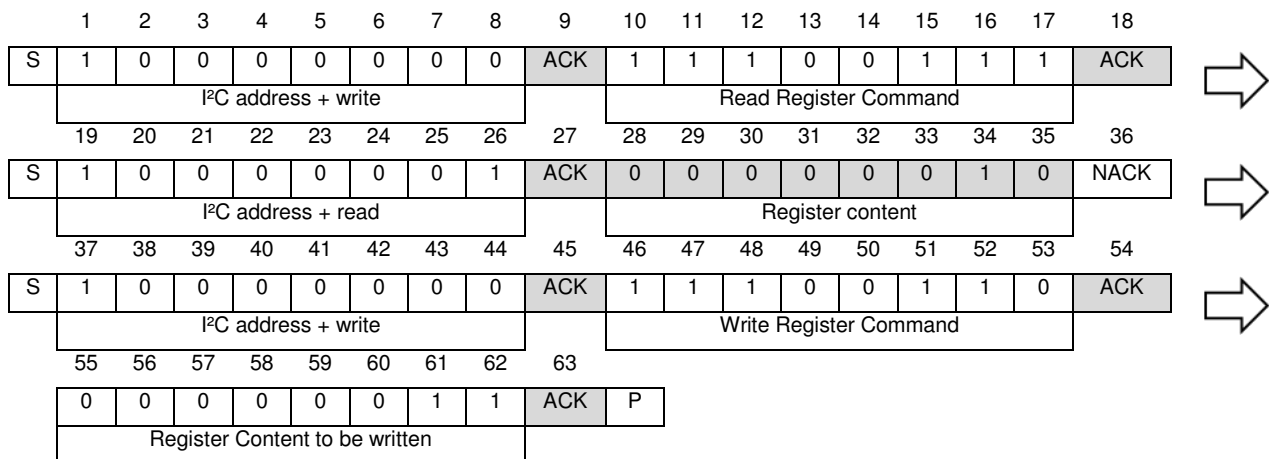 1 2 3 4 5 6 7 8 9 10 11 12 13 14 15 16 17 18
S 1 0 0 0 0 0 0 0 ACK 1 1 1 0 0 1 1 1 ACK
I²C address + write Read Register Command
19 20 21 22 23 24 25 26 27 28 29 30 31 32 33 34 35 36
S 1 0 0 0 0 0 0 1 ACK 0 0 0 0 0 0 1 0 NACK
I²C address + read Register content
37 38 39 40 41 42 43 44 45 46 47 48 49 50 51 52 53 54
S 1 0 0 0 0 0 0 0 ACK 1 1 1 0 0 1 1 0 ACK
I²C address + write Write Register Command
55 56 57 58 59 60 61 62 63
0 0 0 0 0 0 1 1 ACK P
Register Content to be written